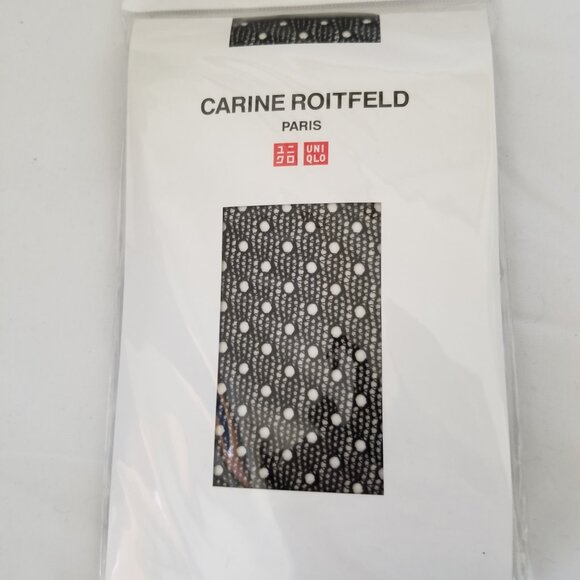 CARINE ROITFELD
PARIS
ユニ UNI
クロ QLO